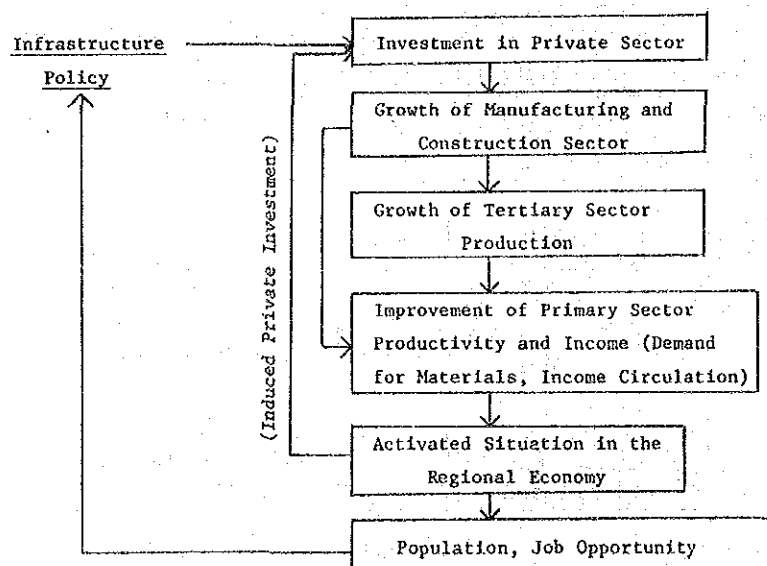 Infrastructure
Policy
Investment in Private Sector
Growth of Manufacturing and
Construction Sector
Growth of Tertiary Sector
Production
Improvement of Primary Sector
Productivity and Income (Demand
for Materials, Income Circulation)
(Induced Private Investment)
Activated Situation in the
Regional Economy
Population, Job Opportunity